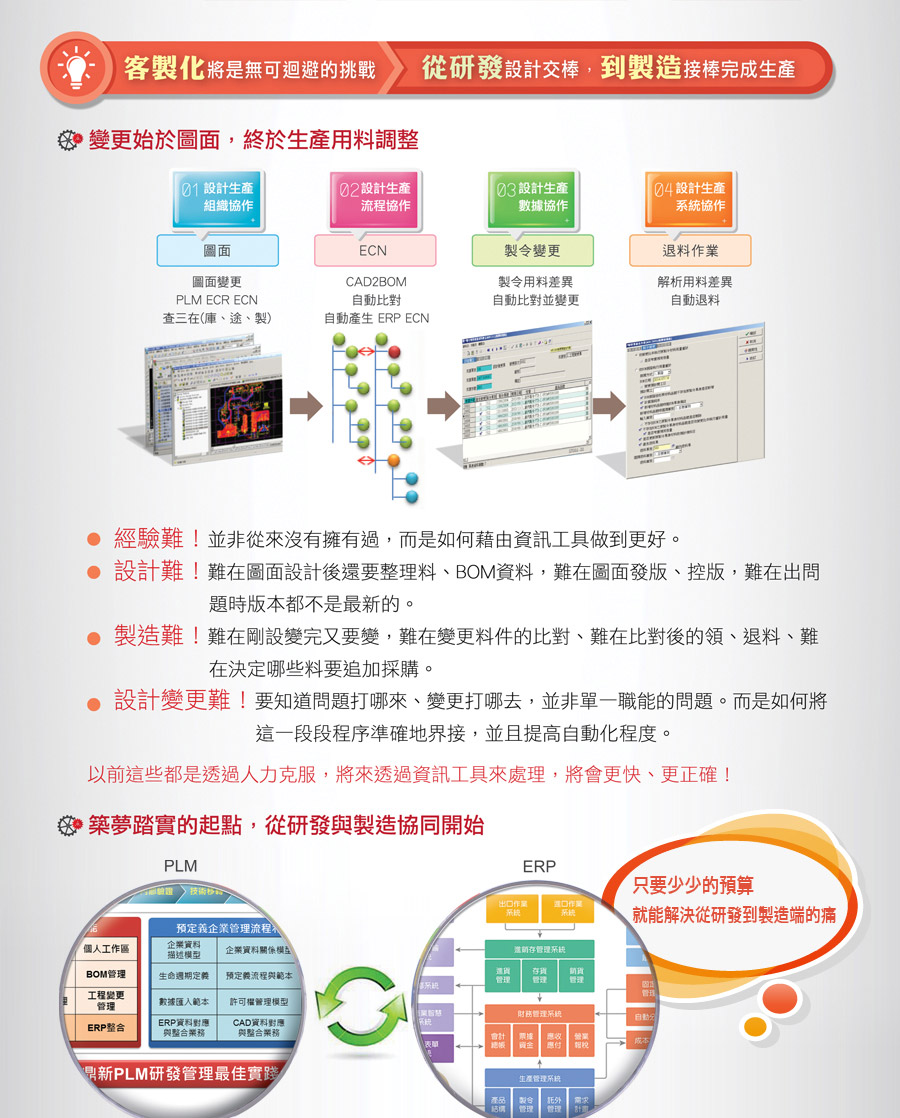 客製化將是無可迴避的挑戰
從研發設計交棒,到製造接棒完成生產
變更始於圖面,終於生產用料調整
01 設計生產
組織協作
02 設計生產
流程協作
03 設計生產
數據協作
04 設計生產
系統協作
圖面
ECN
製令變更
退料作業
圖面變更
PLM ECR ECN
查三在(庫、途、製)
CAD2BOM
自動比對
自動產生 ERP ECN
製令用料差異
自動比對並變更
解析用料差異
自動退料
經驗難!並非從來沒有擁有過,而是如何藉由資訊工具做到更好。
設計難!難在圖面設計後還要整理料、BOM資料,難在圖面發版、控版,難在出問
題時版本都不是最新的。
製造難!難在剛設變完又要變,難在變更料件的比對、難在比對後的領、退料、難
在決定哪些料要追加採購。
設計變更難!要知道問題打哪來、變更打哪去,並非單一職能的問題。而是如何將
這一段段程序準確地界接,並且提高自動化程度。
以前這些都是透過人力克服,將來透過資訊工具來處理,將會更快、更正確!
築夢踏實的起點,從研發與製造協同開始
PLM
ERP
只要少少的預算
就能解決從研發到製造端的痛
技術移轉
預定義企業管理流程
個人工作區
BOM管理
工程變更
管理
ERP整合
企業資料
描述模型
企業資料關係模型
生命週期定義
預定義流程與範本
數據匯入範本
許可權管理模型
ERP資料對應
與整合業務
CAD資料對應
與整合業務
鼎新PLM研發管理最佳實踐
出口作業
系統
進口作業
系統
進銷存管理系統
進貨
管理
存貨
管理
銷貨
管理
財務管理系統
會計
總帳
票據
資金
應收
應付
營業
報稅
生產管理系統
產品
結構
製令
管理
託外
管理
需求
計畫